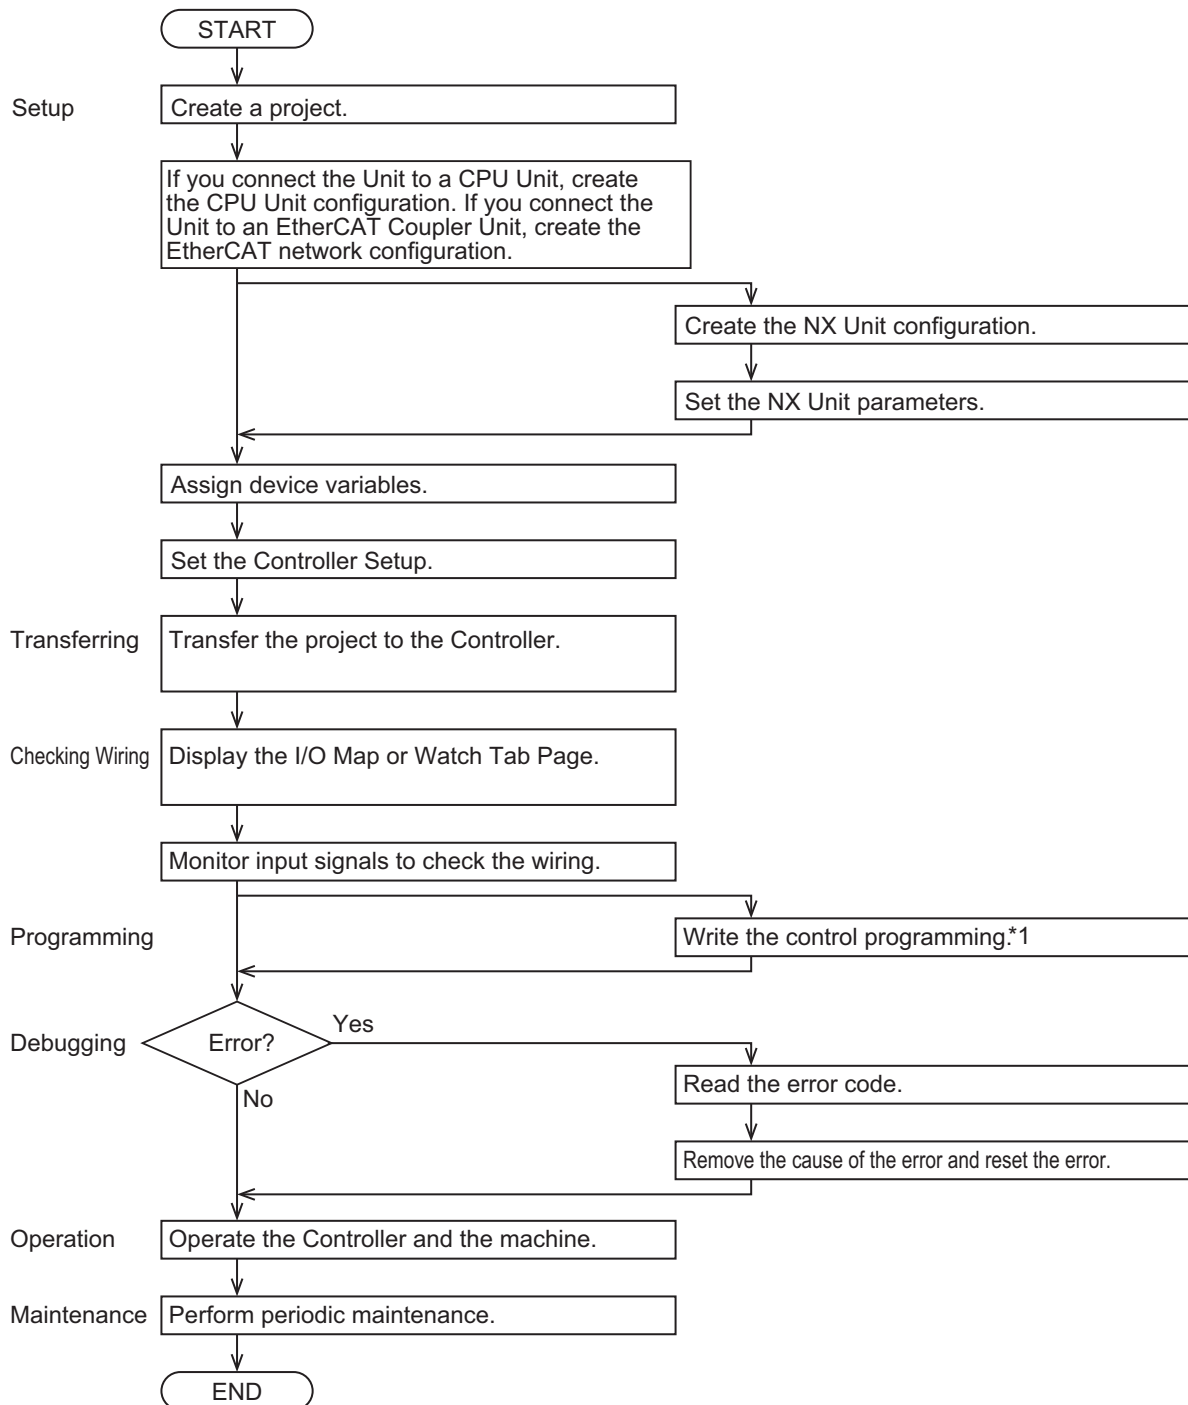 START
Setup
Create a project.
If you connect the Unit to a CPU Unit, create
the CPU Unit configuration. If you connect the
Unit to an EtherCAT Coupler Unit, create the
EtherCAT network configuration.
Create the NX Unit configuration.
Set the NX Unit parameters.
Assign device variables.
Set the Controller Setup.
Transferring
Transfer the project to the Controller.
Checking Wiring
Display the I/O Map or Watch Tab Page.
Monitor input signals to check the wiring.
Programming
Write the control programming.*1
Debugging
Error?
Yes
Read the error code.
No
Remove the cause of the error and reset the error.
Operation
Operate the Controller and the machine.
Maintenance
Perform periodic maintenance.
END